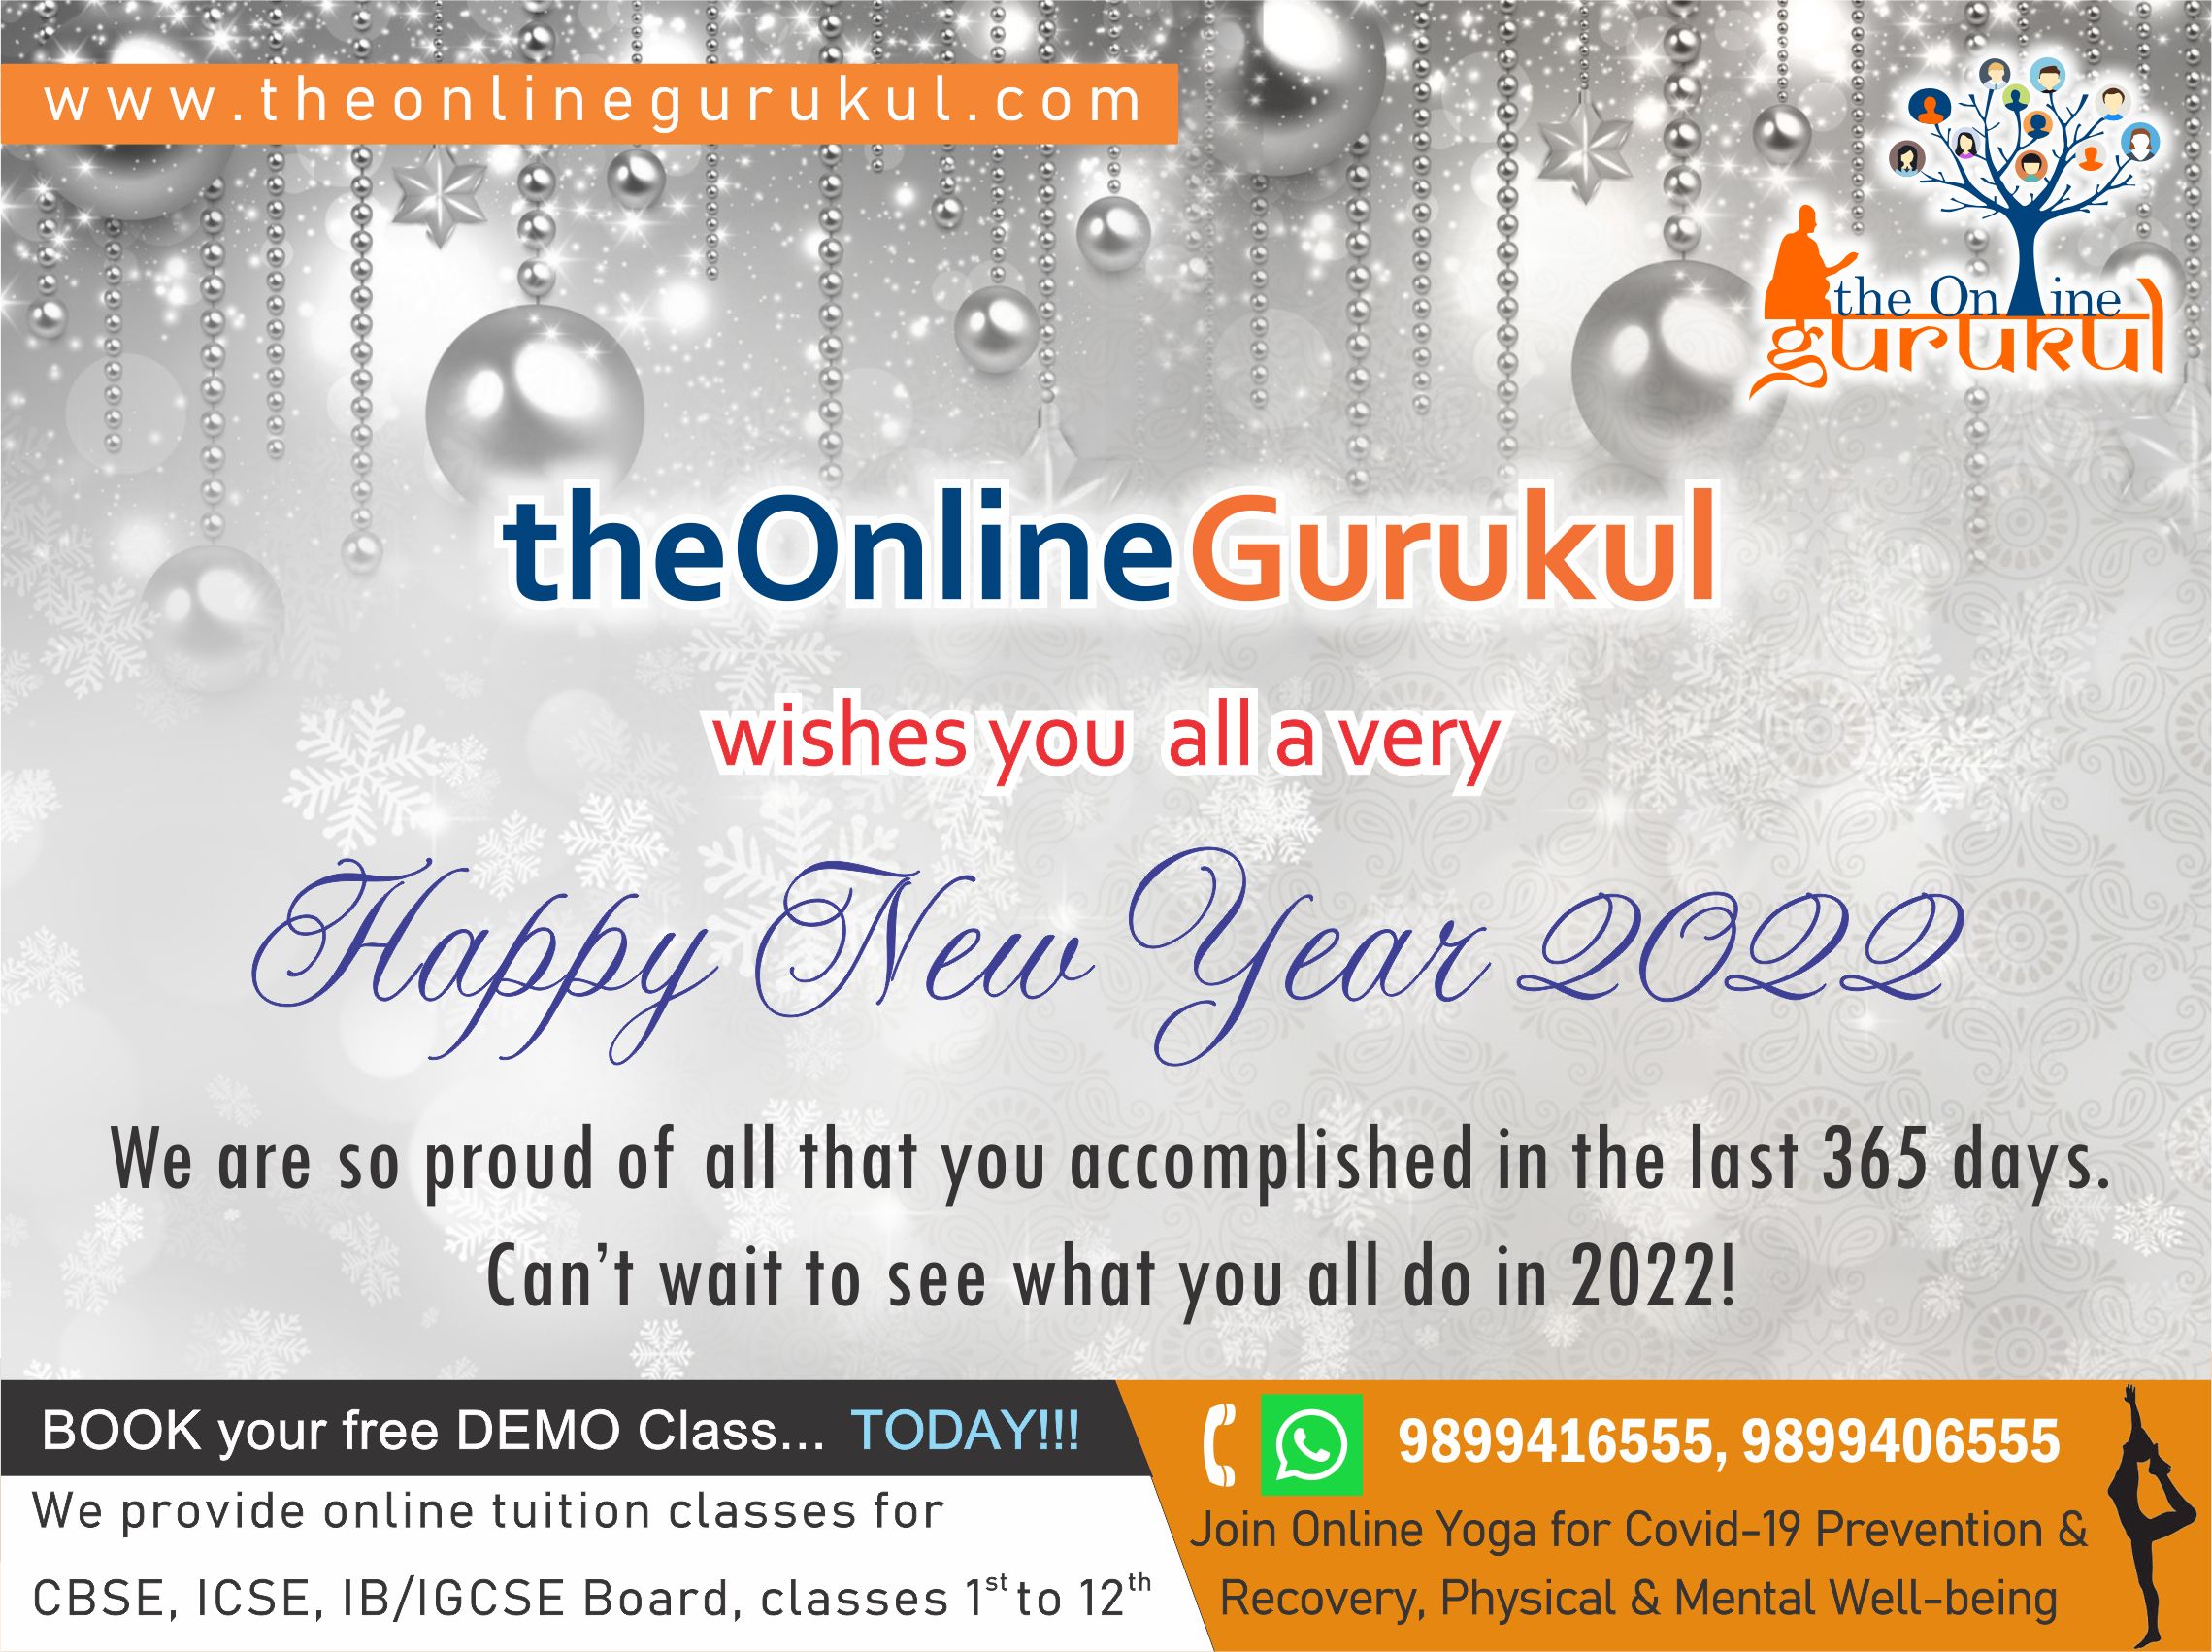 www.theonlinegurukul.com
the Online
gurukul
theOnlineGurukul
wishes you all a very
Happy New Year 2022
We are so proud of all that you accomplished in the last 365 days.
Can't wait to see what you all do in 2022!
BOOK your free DEMO Class... TODAY!!!
We provide online tuition classes for
CBSE, ICSE, IB/IGCSE Board, classes 1st to 12th
9899416555, 9899406555
Join Online Yoga for Covid-19 Prevention &
Recovery, Physical & Mental Well-being